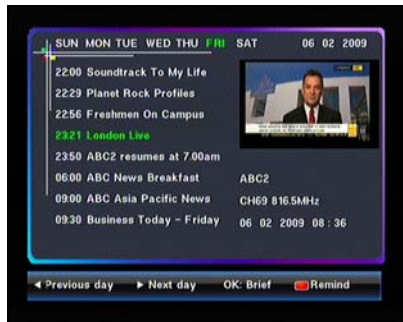 SUN MON TUE WED THU FRI SAT 06 02 2009
22:00 Soundtrack To My Life
22:29 Planet Rock Profiles
22:56 Freshmen On Campus
23:21 London Live
23:50 ABC2 resumes at 7.00am
06:00 ABC News Breakfast
09:00 ABC Asia Pacific News
09:30 Business Today - Friday
ABC2
CH69 816.5MHz
06 02 2009 08:36
Previous day Next day OK: Brief Remind